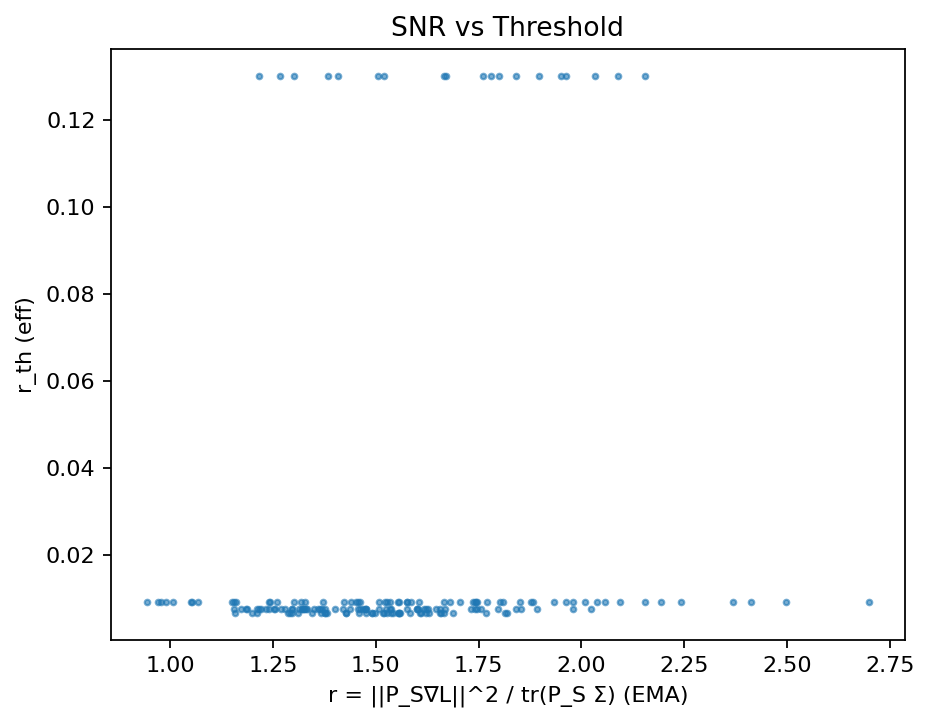 SNR vs Threshold
0.12
0.10
0.08
0.06
0.04
0.02
r_th (eff)
1.00 1.25 1.50 1.75 2.00 2.25 2.50 2.75
r = ||P_S∇L||^2 / tr(P_S Σ) (EMA)